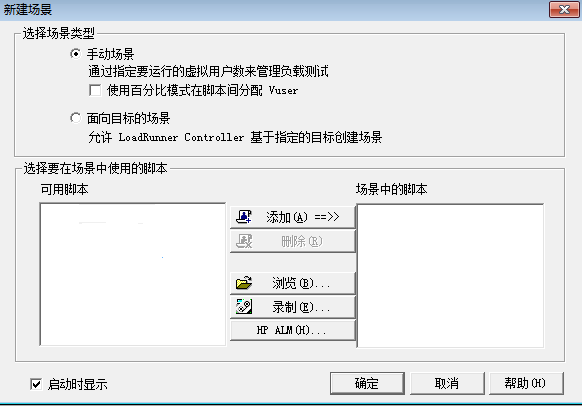 新建场景
选择场景类型
手动场景
通过指定要运行的虚拟用户数来管理负载测试
使用百分比模式在脚本间分配 Vuser
面向目标的场景
允许 LoadRunner Controller 基于指定的目标创建场景
选择要在场景中使用的脚本
可用脚本
场景中的脚本
添加(A) ==>>
删除(R)
浏览(B)...
录制(E)...
HP ALM(H)...
启动时显示
确定
取消
帮助(H)